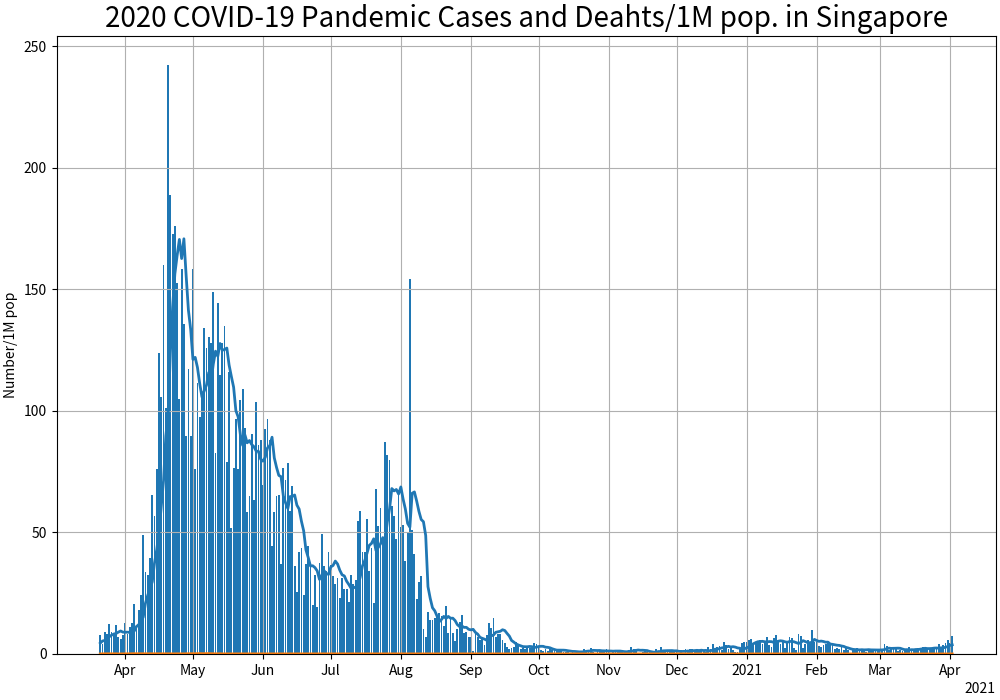 2020 COVID-19 Pandemic Cases and Deahts/1M pop. in Singapore
Number/1M pop
250
200
150
100
50
0
Apr May Jun Jul Aug Sep Oct Nov Dec 2021 Feb Mar Apr
2021